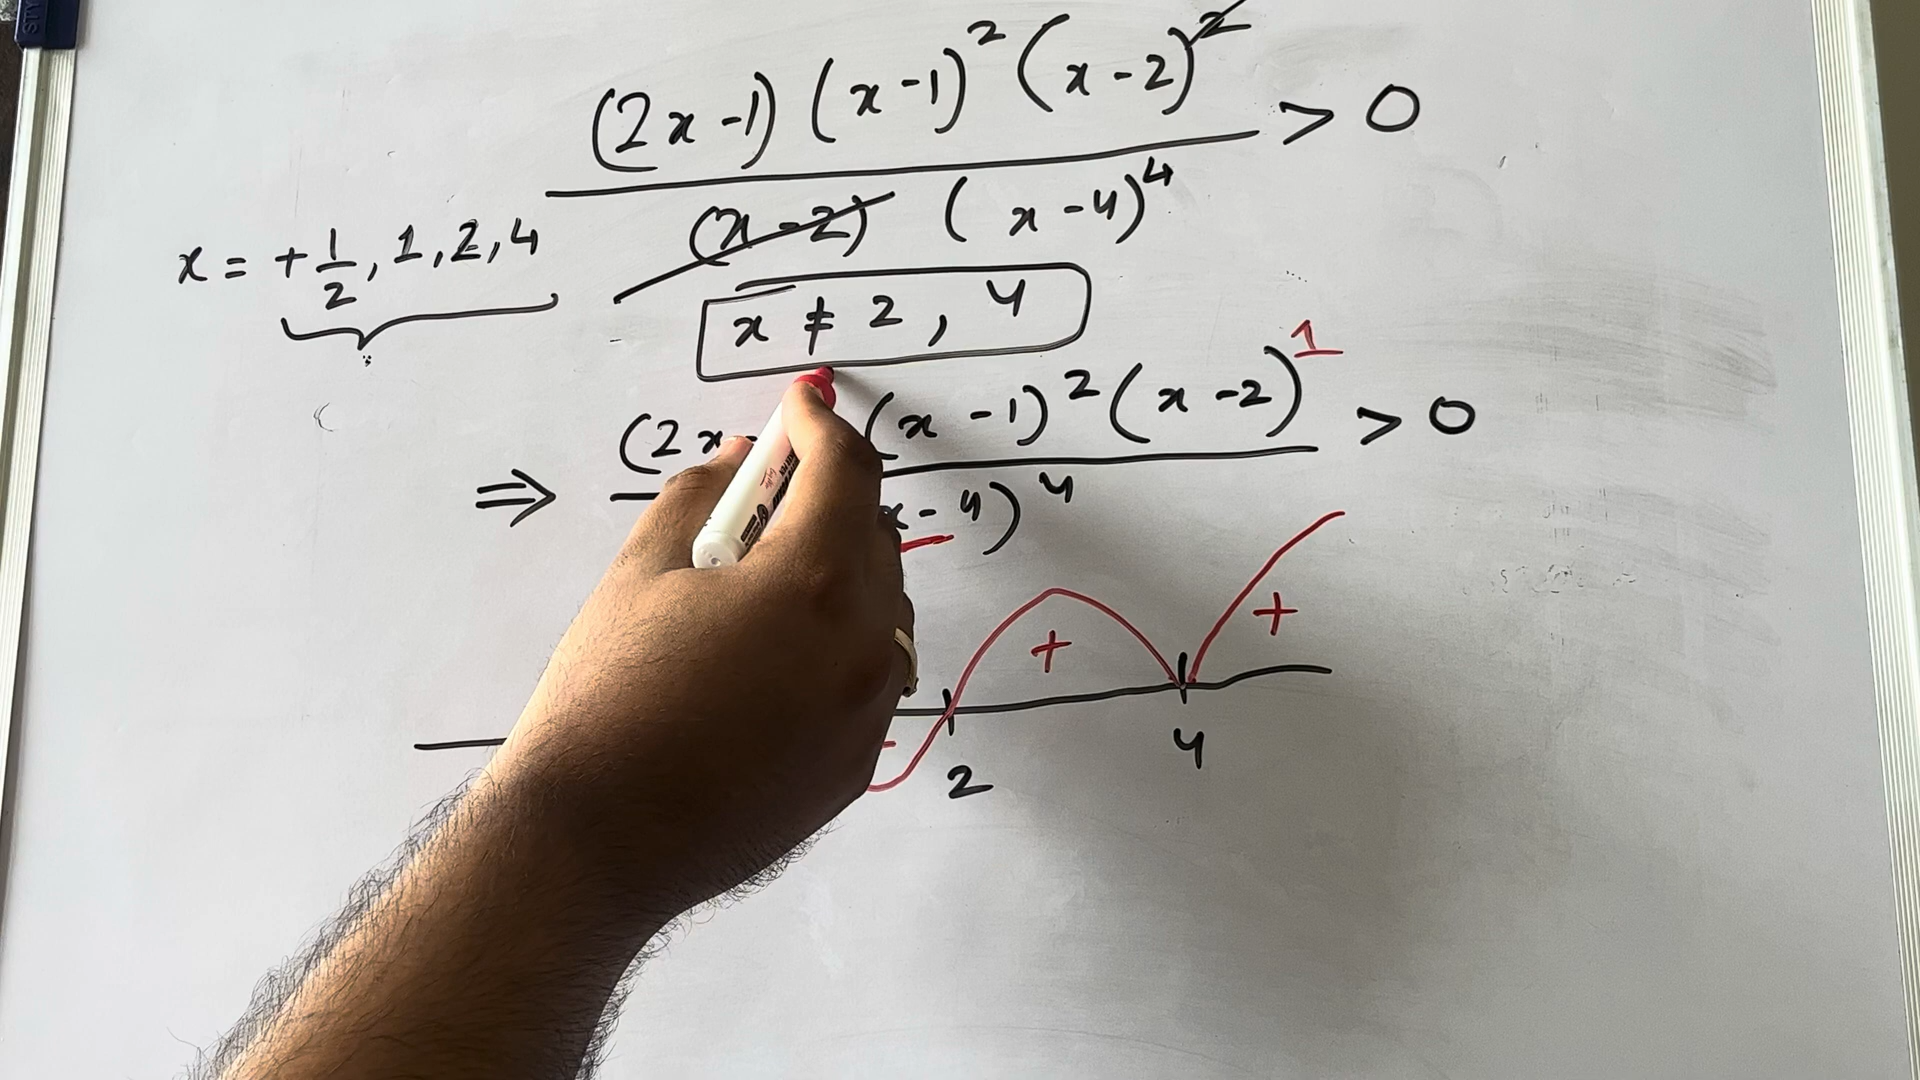 (2x-1) (x-1)² (x-2)² > 0
(x-2) (x-4)⁴
x = + 1/2, 1, 2, 4
x ≠ 2, 4
⇒ (2x (x-1)² (x-2)¹ > 0
x-4)⁴
+
+
-
2
4